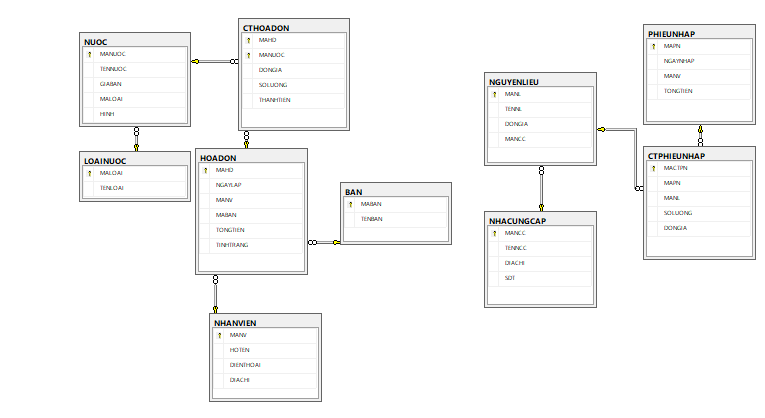 NUOC
MANUOC
TENNUOC
GIABAN
MALOAI
HINH
CTHOADON
MAHD
MANUOC
DONGIA
SOLUONG
THANHTIEN
LOAINUOC
MALOAI
TENLOAI
HOADON
MAHD
NGAYLAP
MANV
MABAN
TONGTIEN
TINHTRANG
BAN
MABAN
TENBAN
NHANVIEN
MANV
HOTEN
DIENTHOAI
DIACHI
NGUYENLIEU
MANL
TENNL
DONGIA
MANCC
NHACUNGCAP
MANCC
TENNCC
DIACHI
SDT
PHIEUNHAP
MAPN
NGAYNHAP
MANV
TONGTIEN
CTPHIEUNHAP
MACTPN
MAPN
MANL
SOLUONG
DONGIA